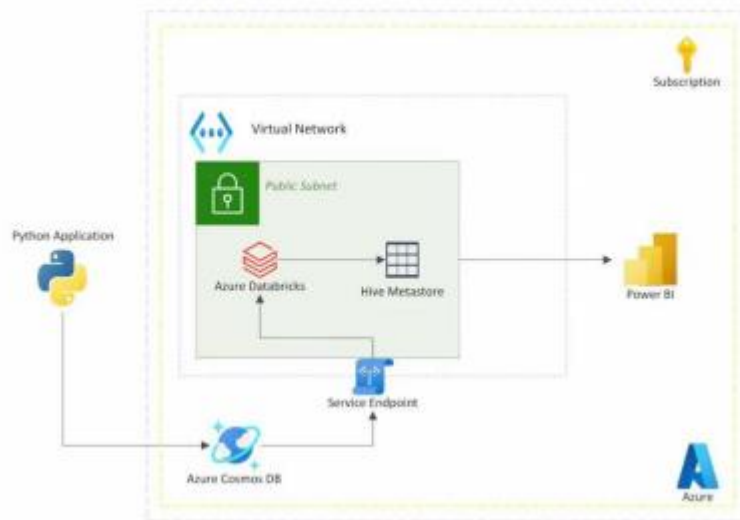 Subscription
Virtual Network
Public Subnet
Python Application
Azure Databricks
Hive Metastore
Power BI
Service Endpoint
Azure Cosmos DB
Azure